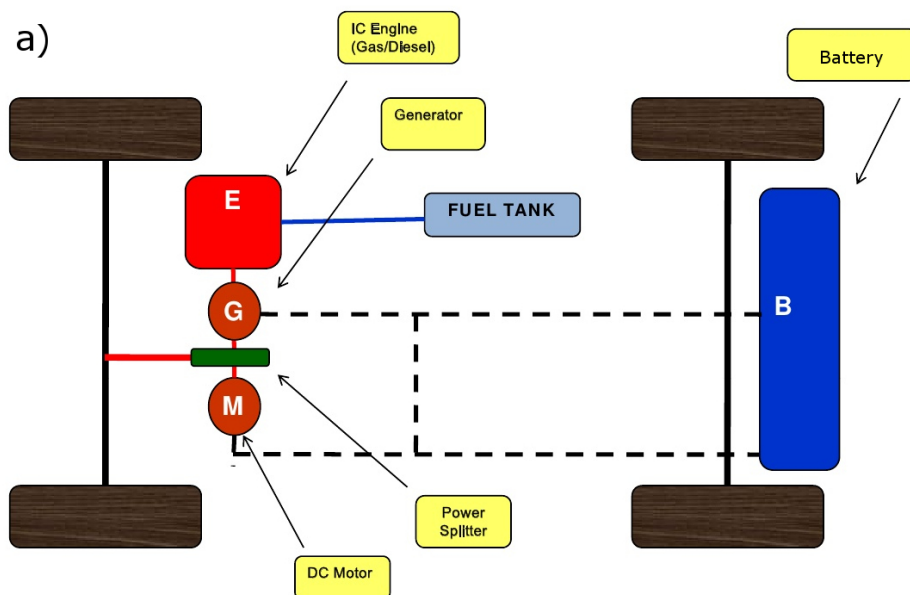 a)
IC Engine
(Gas/Diesel)
Battery
Generator
E
FUEL TANK
G
B
M
Power
Splitter
DC Motor